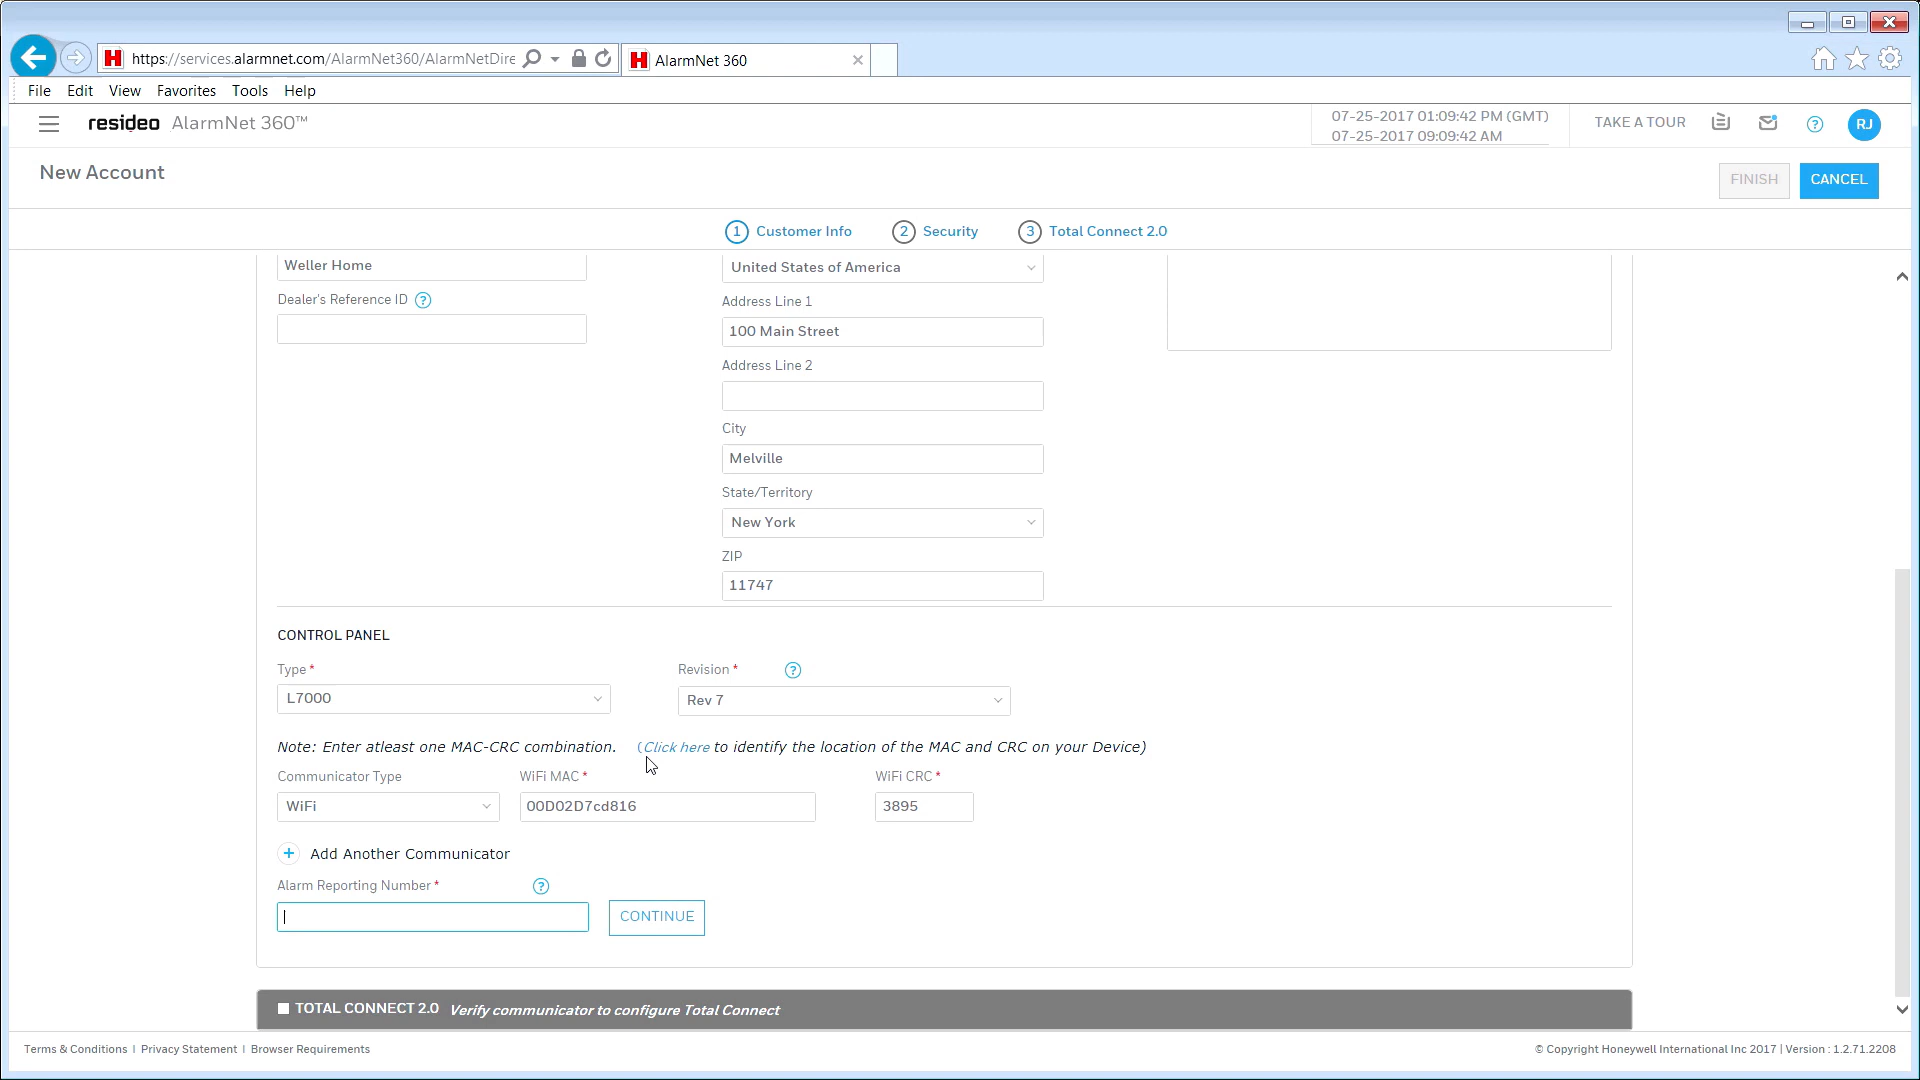 https://services.alarmnet.com/AlarmNet360/AlarmNetDire
AlarmNet 360
File Edit View Favorites Tools Help
resideo AlarmNet 360™
07-25-2017 01:09:42 PM (GMT)
07-25-2017 09:09:42 AM
TAKE A TOUR
RJ
New Account
FINISH
CANCEL
1 Customer Info
2 Security
3 Total Connect 2.0
Weller Home
United States of America
Dealer's Reference ID ?
Address Line 1
100 Main Street
Address Line 2
City
Melville
State/Territory
New York
ZIP
11747
CONTROL PANEL
Type *
Revision * ?
L7000
Rev 7
Note: Enter atleast one MAC-CRC combination. (Click here to identify the location of the MAC and CRC on your Device)
Communicator Type
WiFi MAC *
WiFi CRC *
WiFi
00D02D7cd816
3895
+ Add Another Communicator
Alarm Reporting Number * ?
CONTINUE
TOTAL CONNECT 2.0 Verify communicator to configure Total Connect
Terms & Conditions | Privacy Statement | Browser Requirements
© Copyright Honeywell International Inc 2017 | Version : 1.2.71.2208